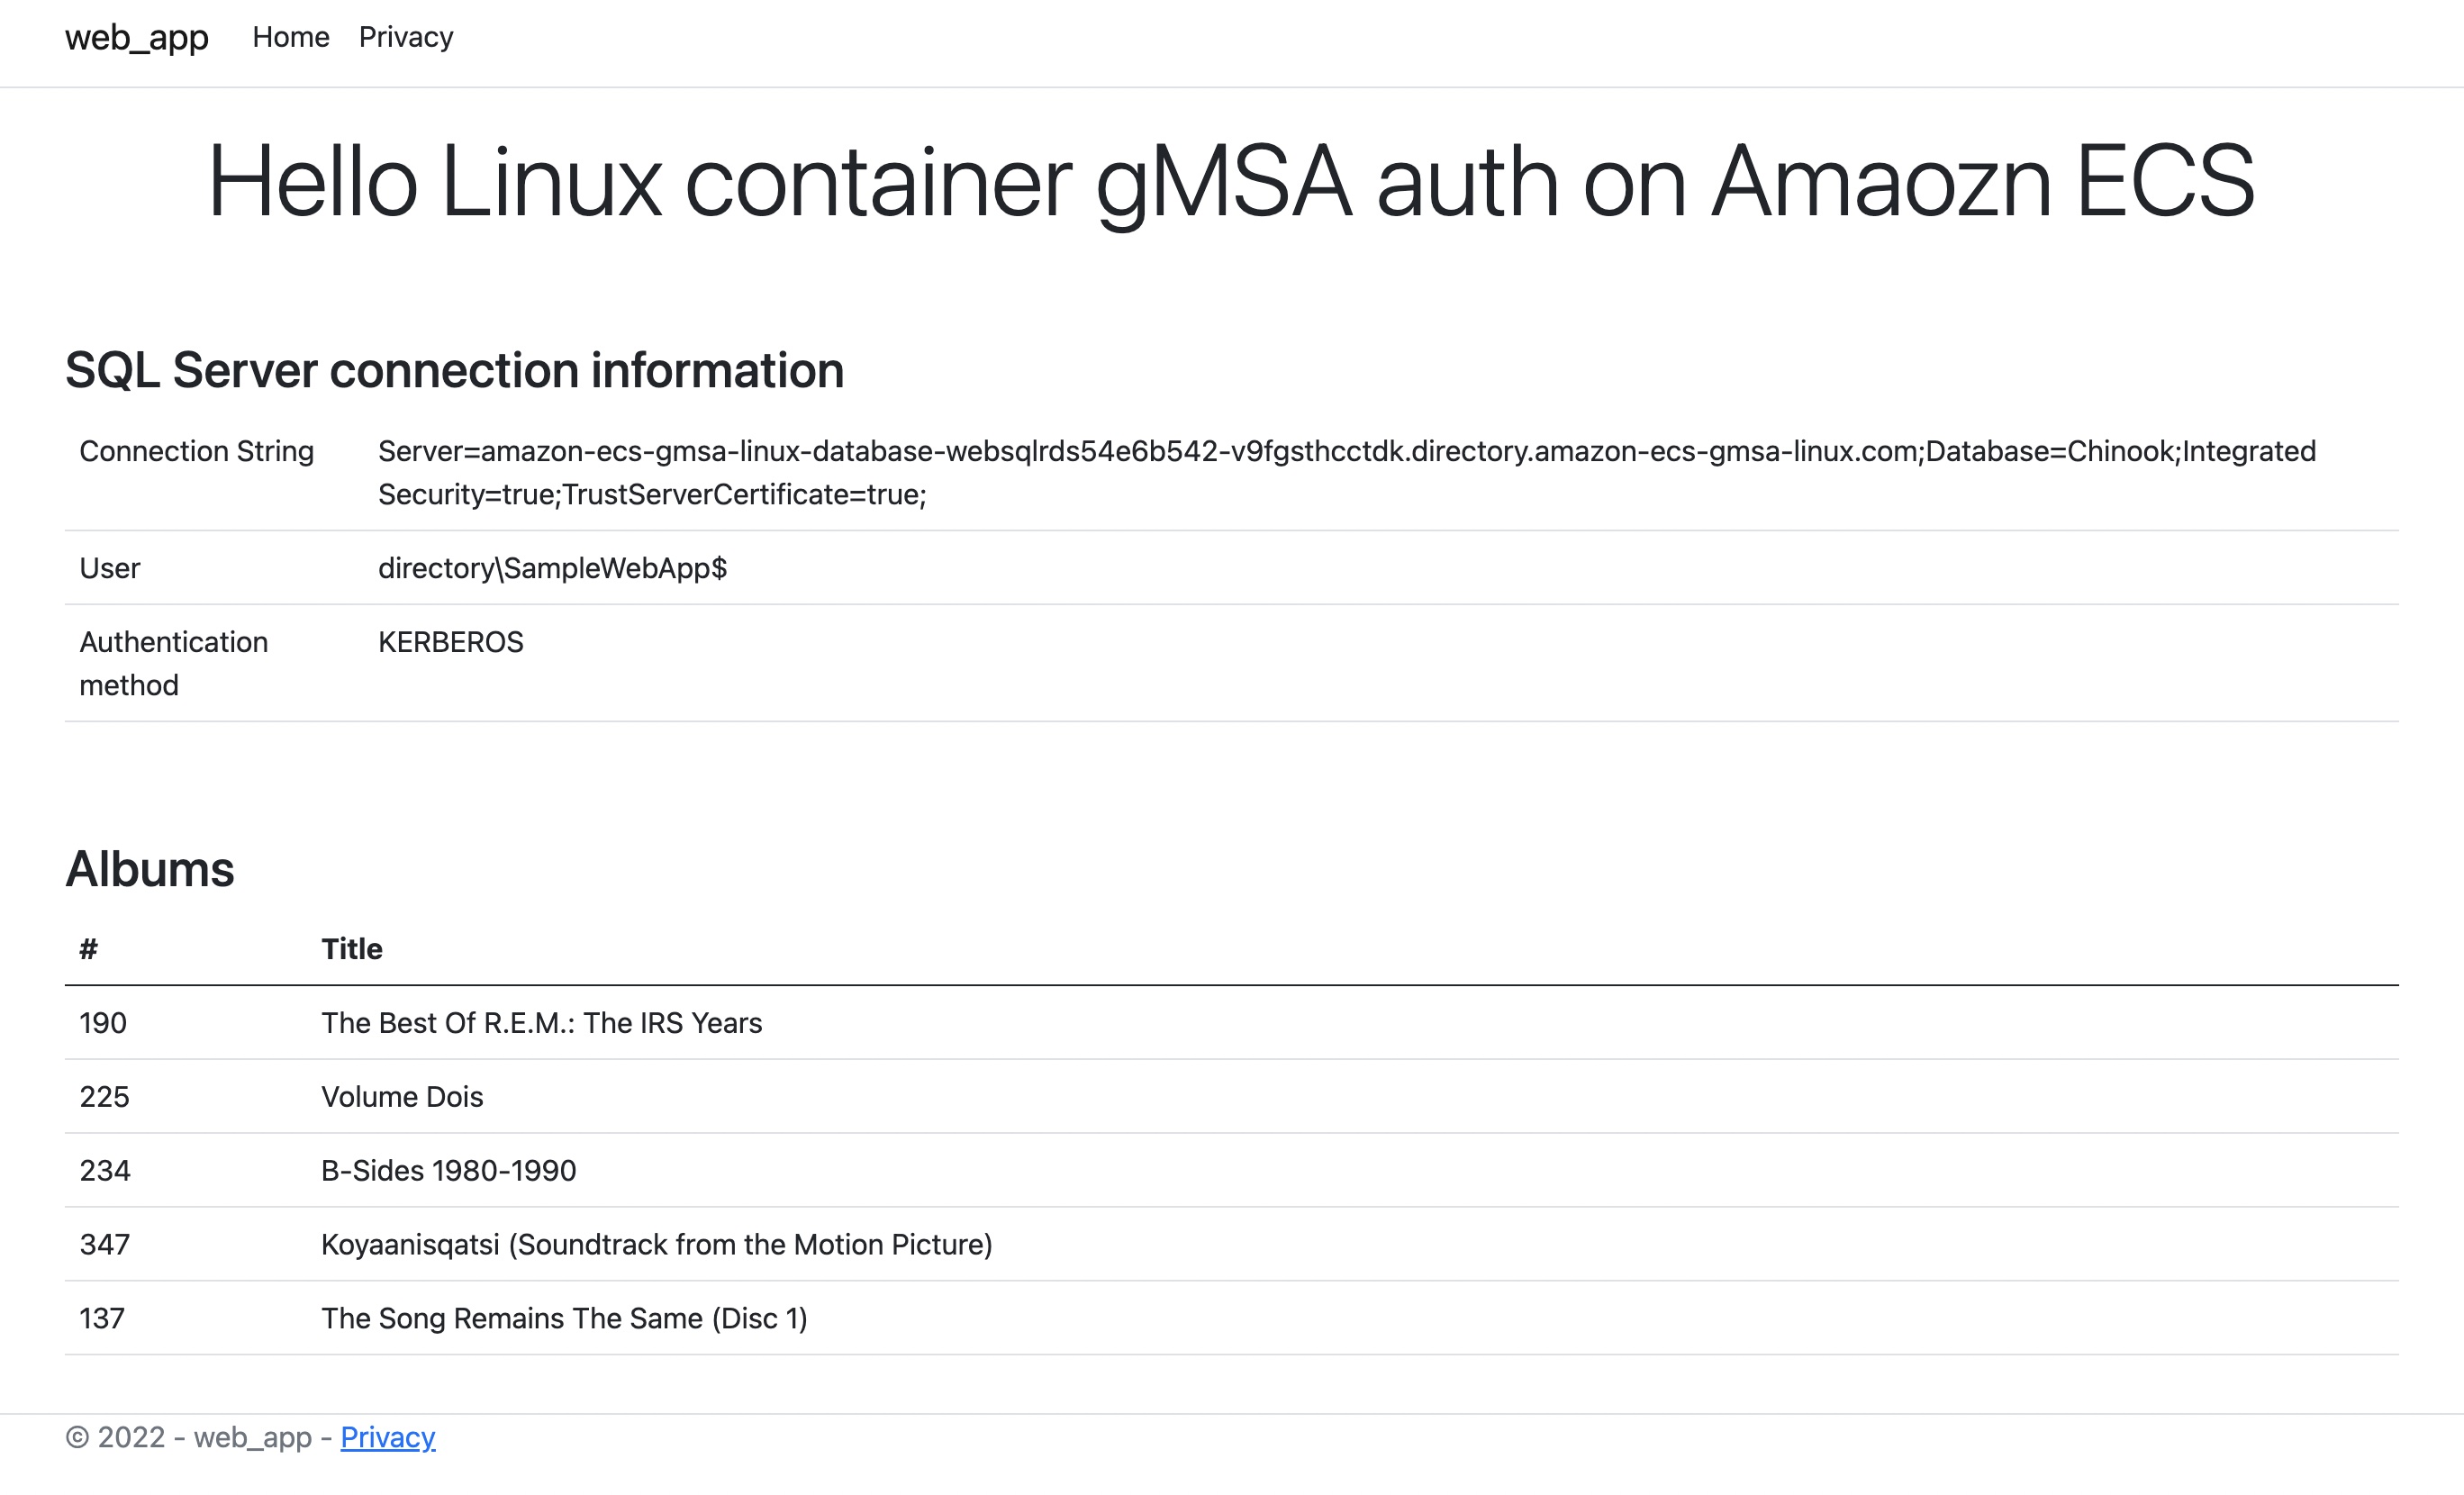 web_app Home Privacy
Hello Linux container gMSA auth on Amaozn ECS
SQL Server connection information
Connection String Server=amazon-ecs-gmsa-linux-database-websqlrds54e6b542-v9fgsthcctdk.directory.amazon-ecs-gmsa-linux.com;Database=Chinook;Integrated
Security=true;TrustServerCertificate=true;
User directory\SampleWebApp$
Authentication KERBEROS
method
Albums
# Title
190 The Best Of R.E.M.: The IRS Years
225 Volume Dois
234 B-Sides 1980-1990
347 Koyaanisqatsi (Soundtrack from the Motion Picture)
137 The Song Remains The Same (Disc 1)
© 2022 - web_app - Privacy